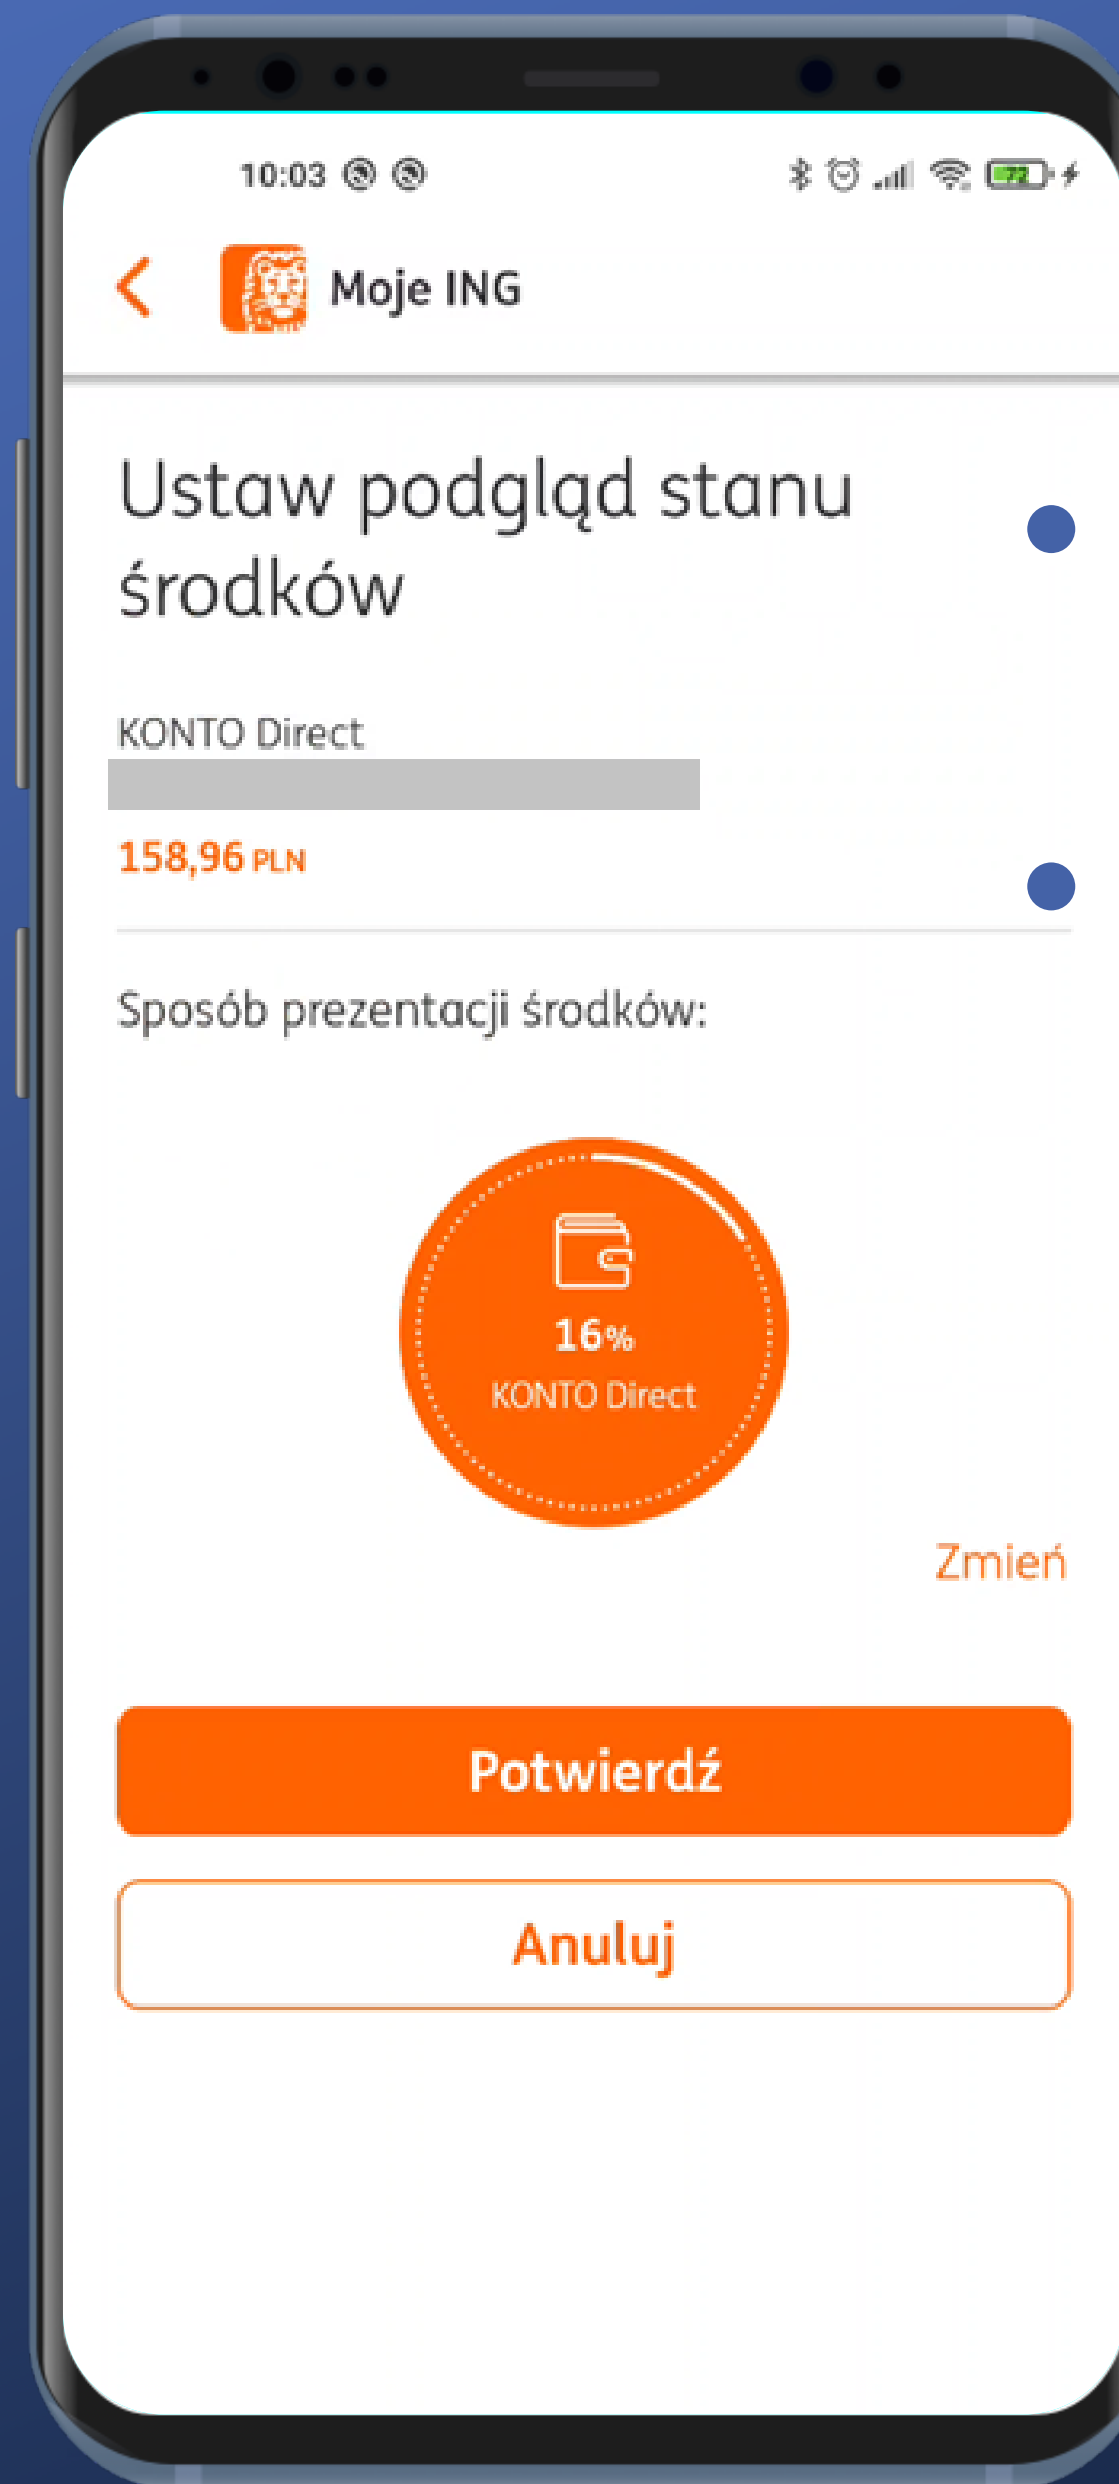 10:03
72
Moje ING
Ustaw podgląd stanu
środków
KONTO Direct
158,96 PLN
Sposób prezentacji środków:
16%
KONTO Direct
Zmień
Potwierdź
Anuluj